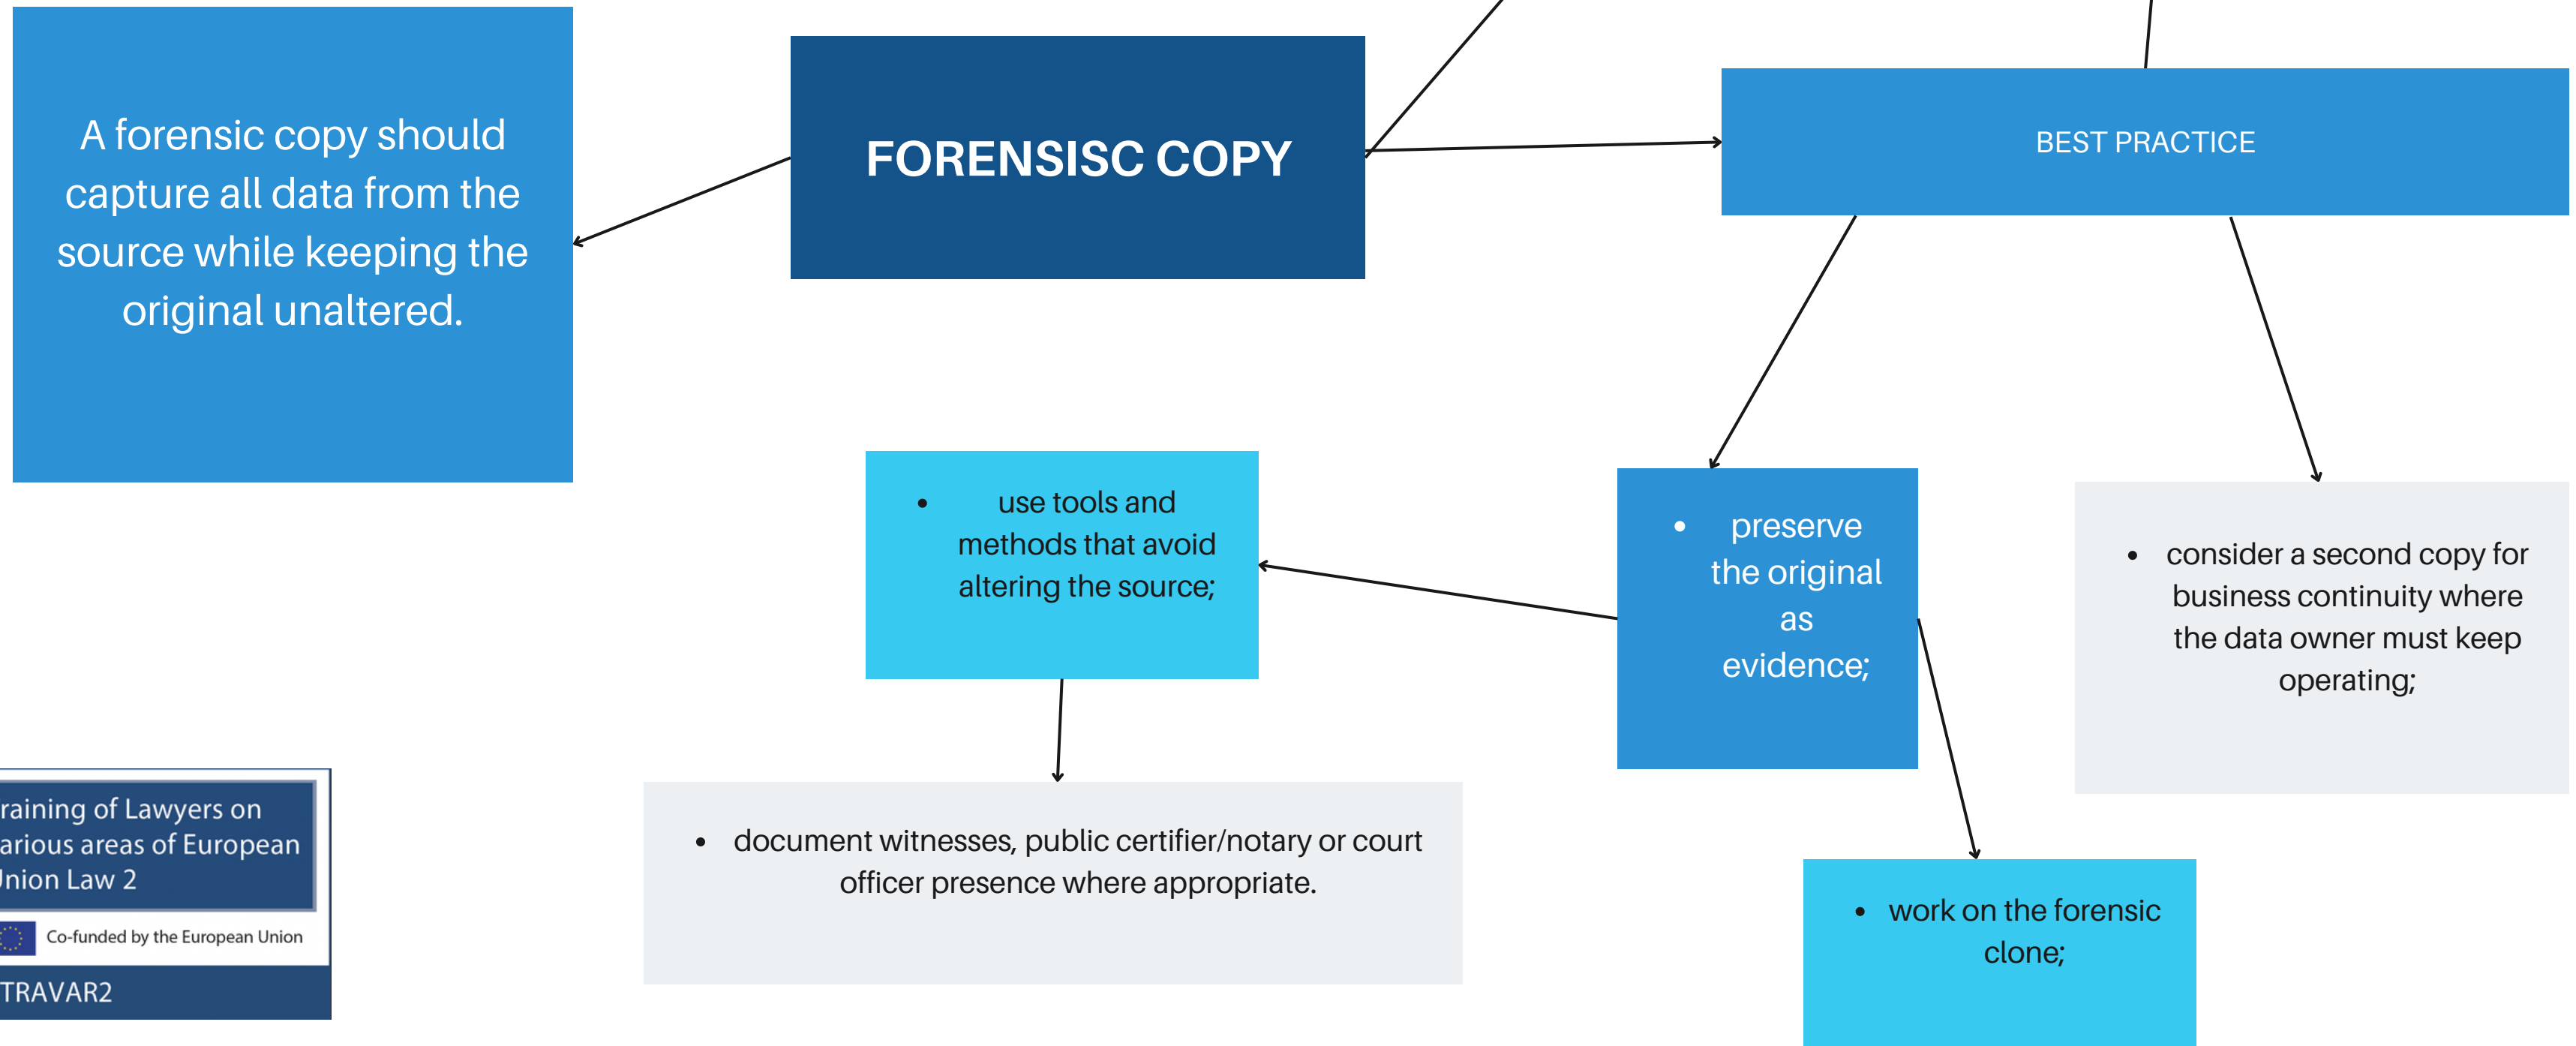 A forensic copy should
capture all data from the
source while keeping the
original unaltered.
FORENSISC COPY
BEST PRACTICE
• use tools and
methods that avoid
altering the source;
• preserve
the original
as
evidence;
• consider a second copy for
business continuity where
the data owner must keep
operating;
• document witnesses, public certifier/notary or court
officer presence where appropriate.
• work on the forensic
clone;
raining of Lawyers on
arious areas of European
Union Law 2
Co-funded by the European Union
TRAVAR2